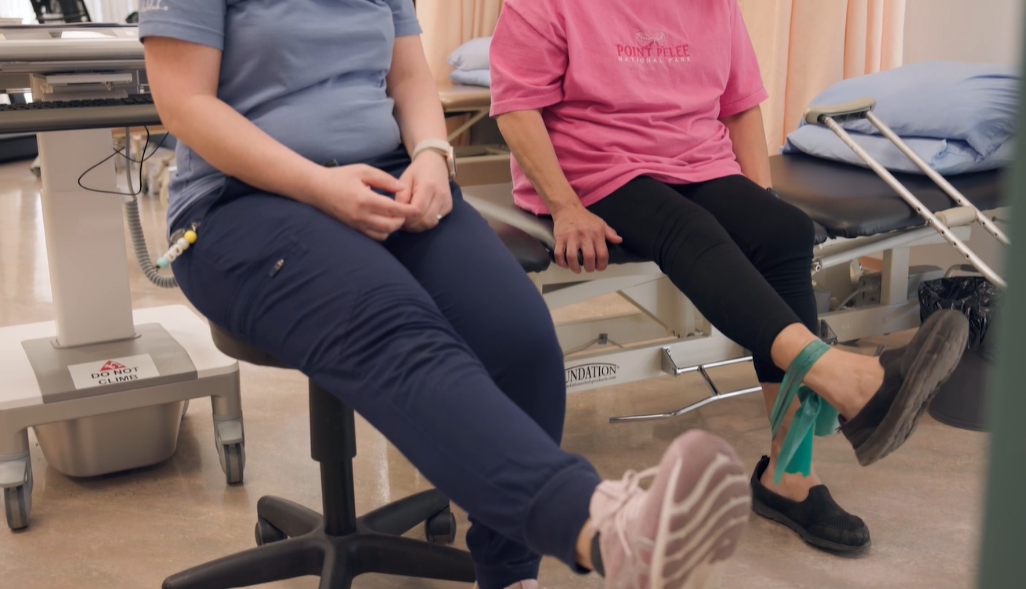 POINT PELEE
NATIONAL PARK
DO NOT
CLIMB
UNDATION